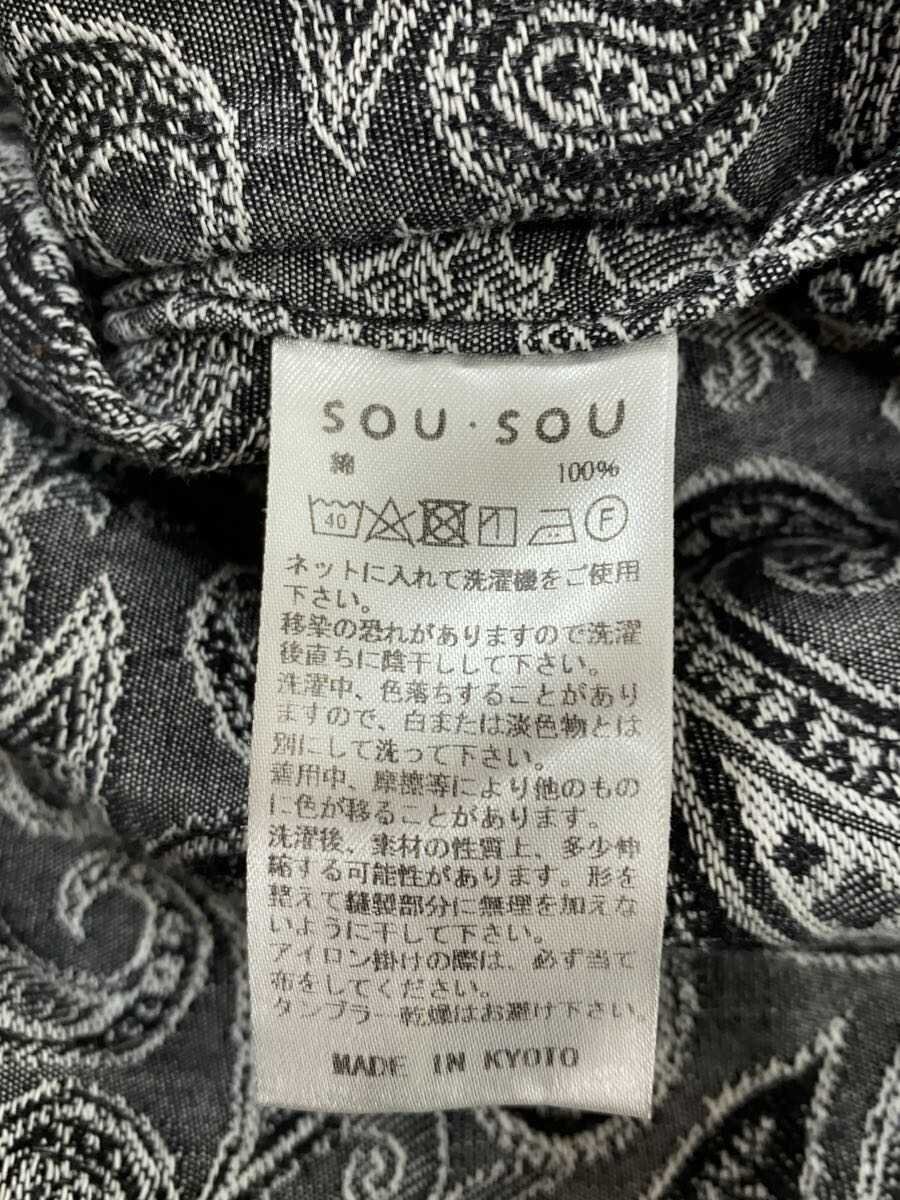 SOU・SOU
綿 100%
40 F
ネットに入れて洗濯機をご使用
下さい。
移染の恐れがありますので洗濯
後直ちに陰干しして下さい。
洗濯中、色落ちすることがあり
ますので、白または淡色物とは
別にして洗って下さい。
着用中、摩擦等により他のもの
に色が移ることがあります。
洗濯後、素材の性質上、多少伸
縮する可能性があります。形を
整えて縫製部分に無理を加えな
いように干して下さい。
アイロン掛けの際は、必ず当て
布をしてください。
タンブラー乾燥はお避け下さい。
MADE IN KYOTO